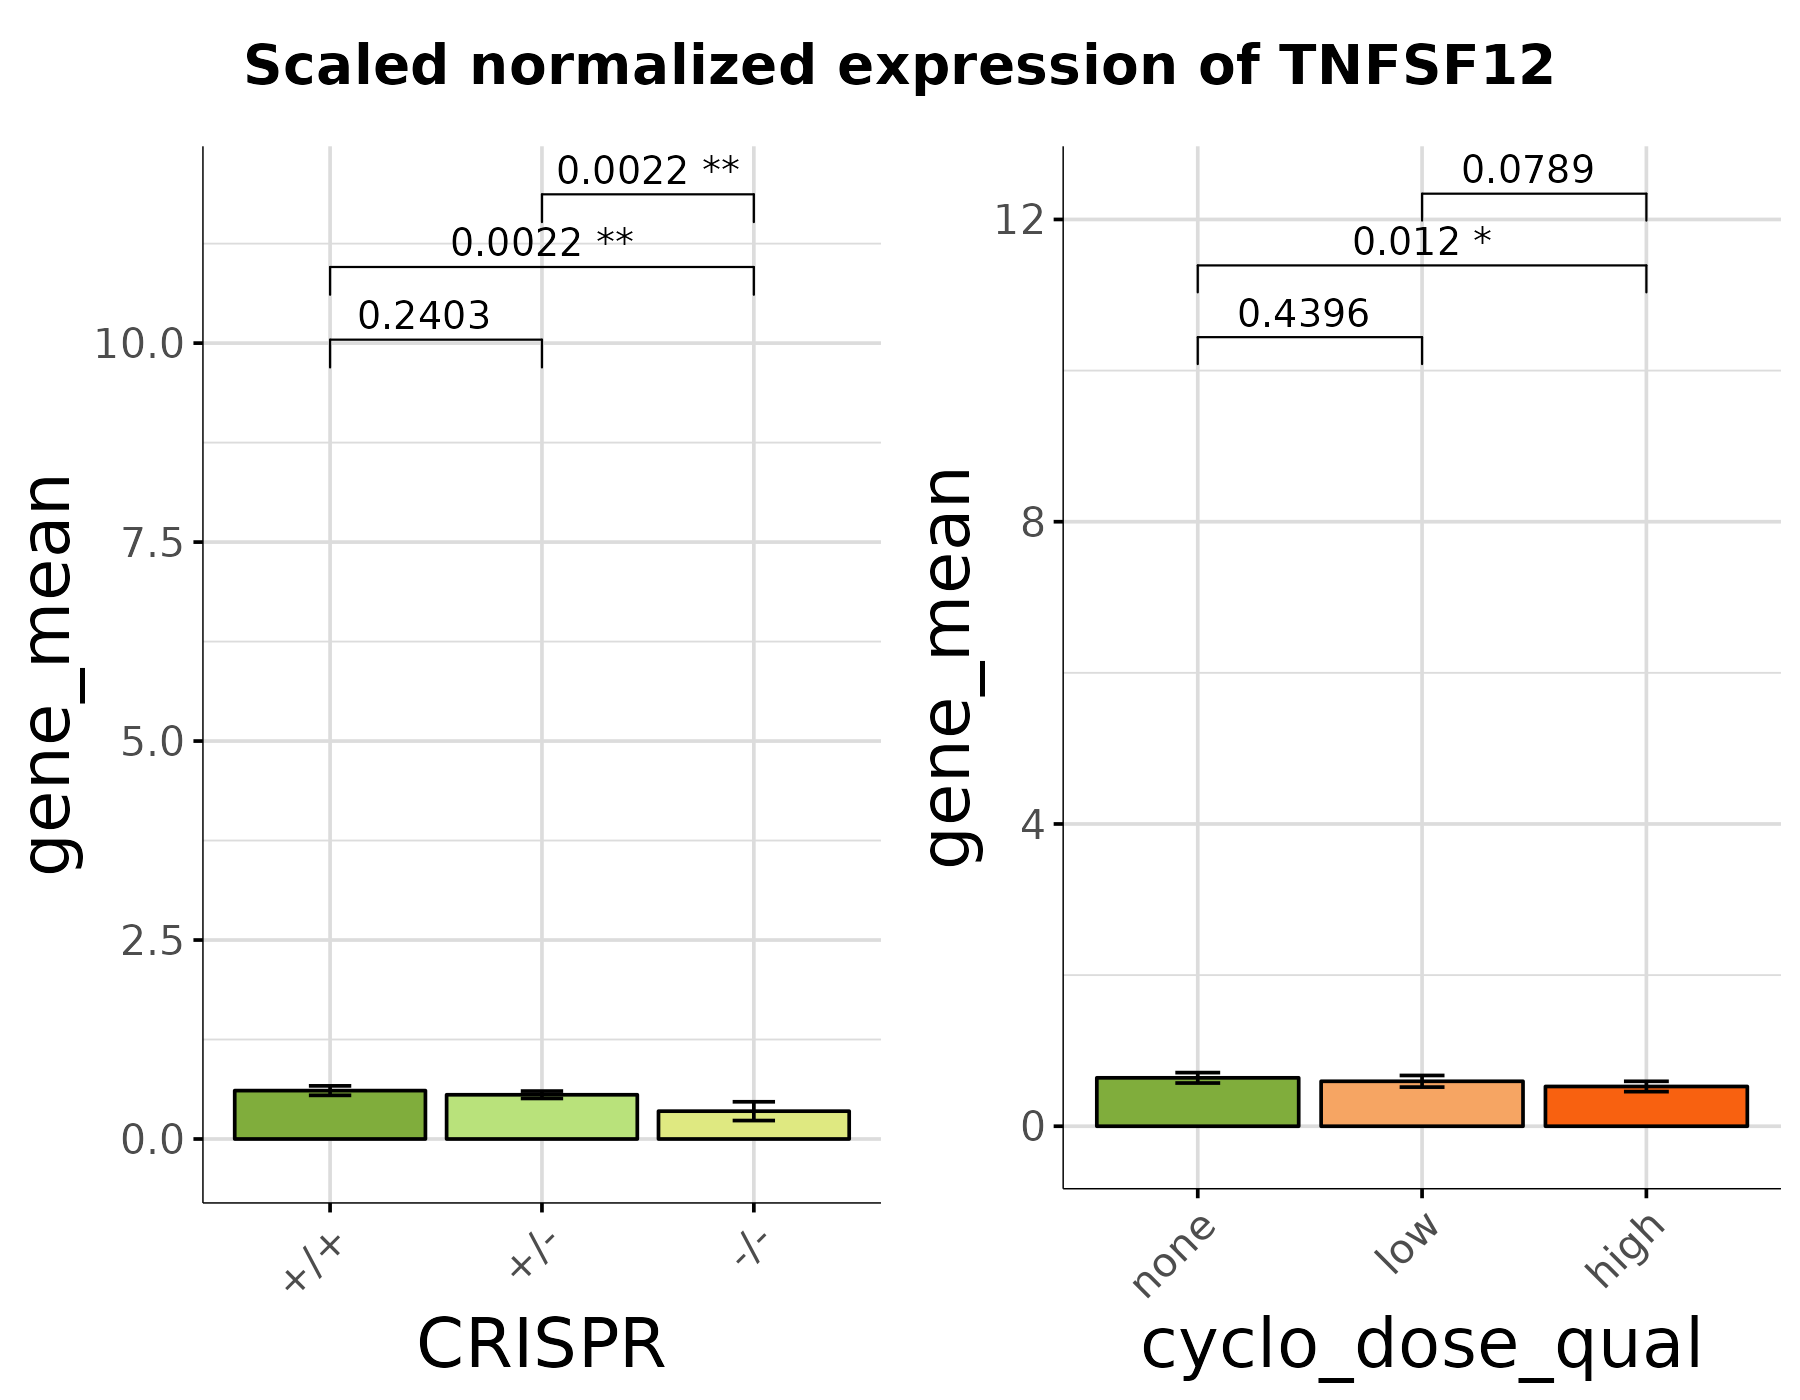 Scaled normalized expression of TNFSF12
0.0022 **
0.0022 **
0.2403
10.0
7.5
5.0
2.5
0.0
gene_mean
+/+
+/-
-/-
CRISPR
0.0789
0.012 *
0.4396
12
8
4
0
gene_mean
none
low
high
cyclo_dose_qual